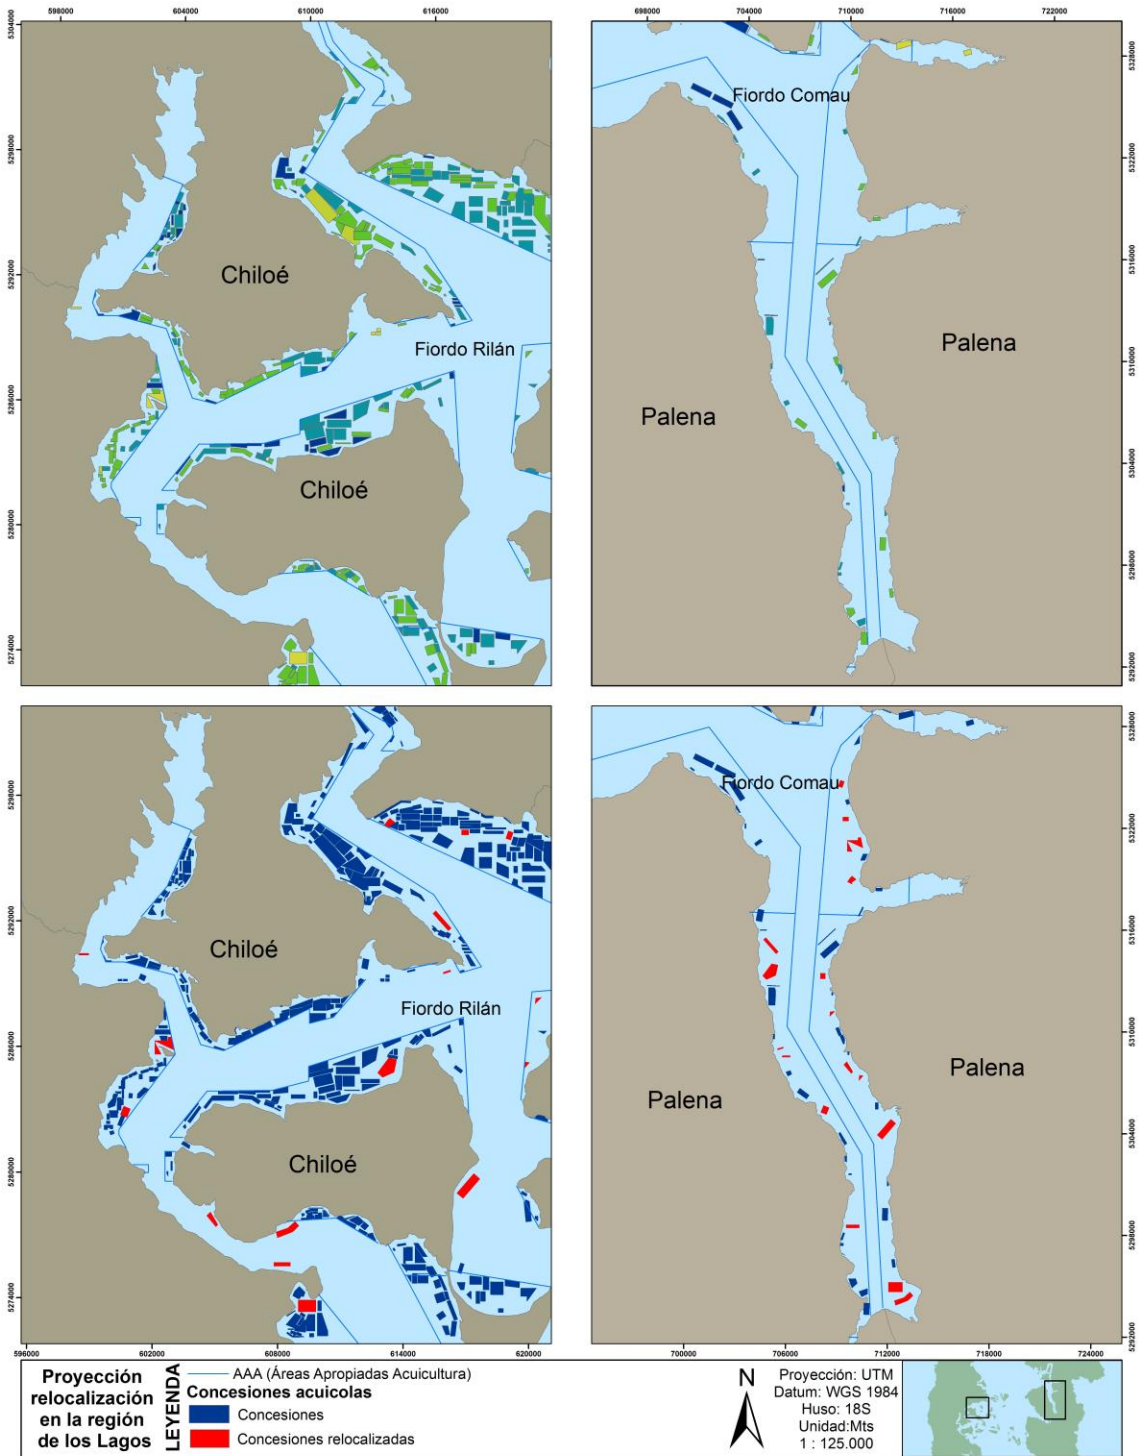 598000 604000 610000 616000
698000 704000 710000 716000 722000
5304000
5298000
5292000
5286000
5280000
5274000
Chiloé
Fiordo Rilán
Chiloé
Fiordo Comau
Palena
Palena
5328000
5322000
5316000
5310000
5304000
5298000
5292000
5298000
5292000
5286000
5280000
5274000
Chiloé
Fiordo Rilán
Chiloé
Fiordo Comau
Palena
Palena
5328000
5322000
5316000
5310000
5304000
5298000
5292000
596000 602000 608000 614000 620000
700000 706000 712000 718000 724000
Proyección
relocalización
en la región
de los Lagos
LEYENDA
AAA (Áreas Apropiadas Acuicultura)
Concesiones acuicolas
Concesiones
Concesiones relocalizadas
N
Proyección: UTM
Datum: WGS 1984
Huso: 18S
Unidad:Mts
1 : 125.000